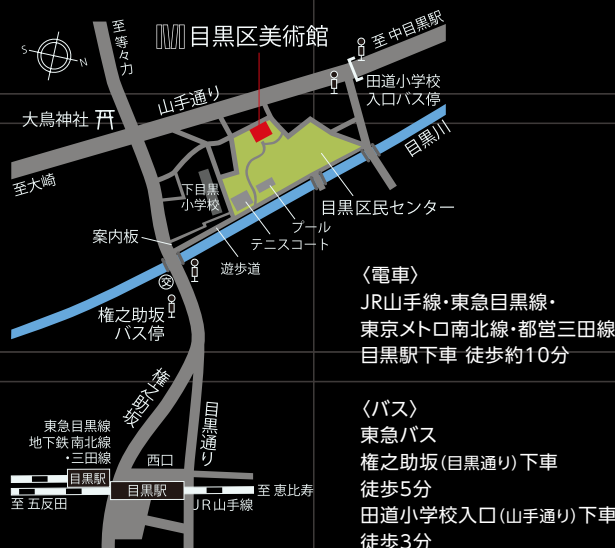 至 等々力
目黒区美術館
至 中目黒駅
S
N
山手通り
田道小学校
入口バス停
大鳥神社
目黒川
至大崎
下目黒
小学校
目黒区民センター
プール
テニスコート
案内板
遊歩道
交
権之助坂
バス停
〈電車〉
JR山手線・東急目黒線・
東京メトロ南北線・都営三田線
目黒駅下車 徒歩約10分
権之助坂
目黒通り
東急目黒線
地下鉄 南北線
・三田線
西口
目黒駅
目黒駅
至 五反田
JR山手線
至 恵比寿
〈バス〉
東急バス
権之助坂(目黒通り)下車
徒歩5分
田道小学校入口(山手通り)下車
徒歩3分